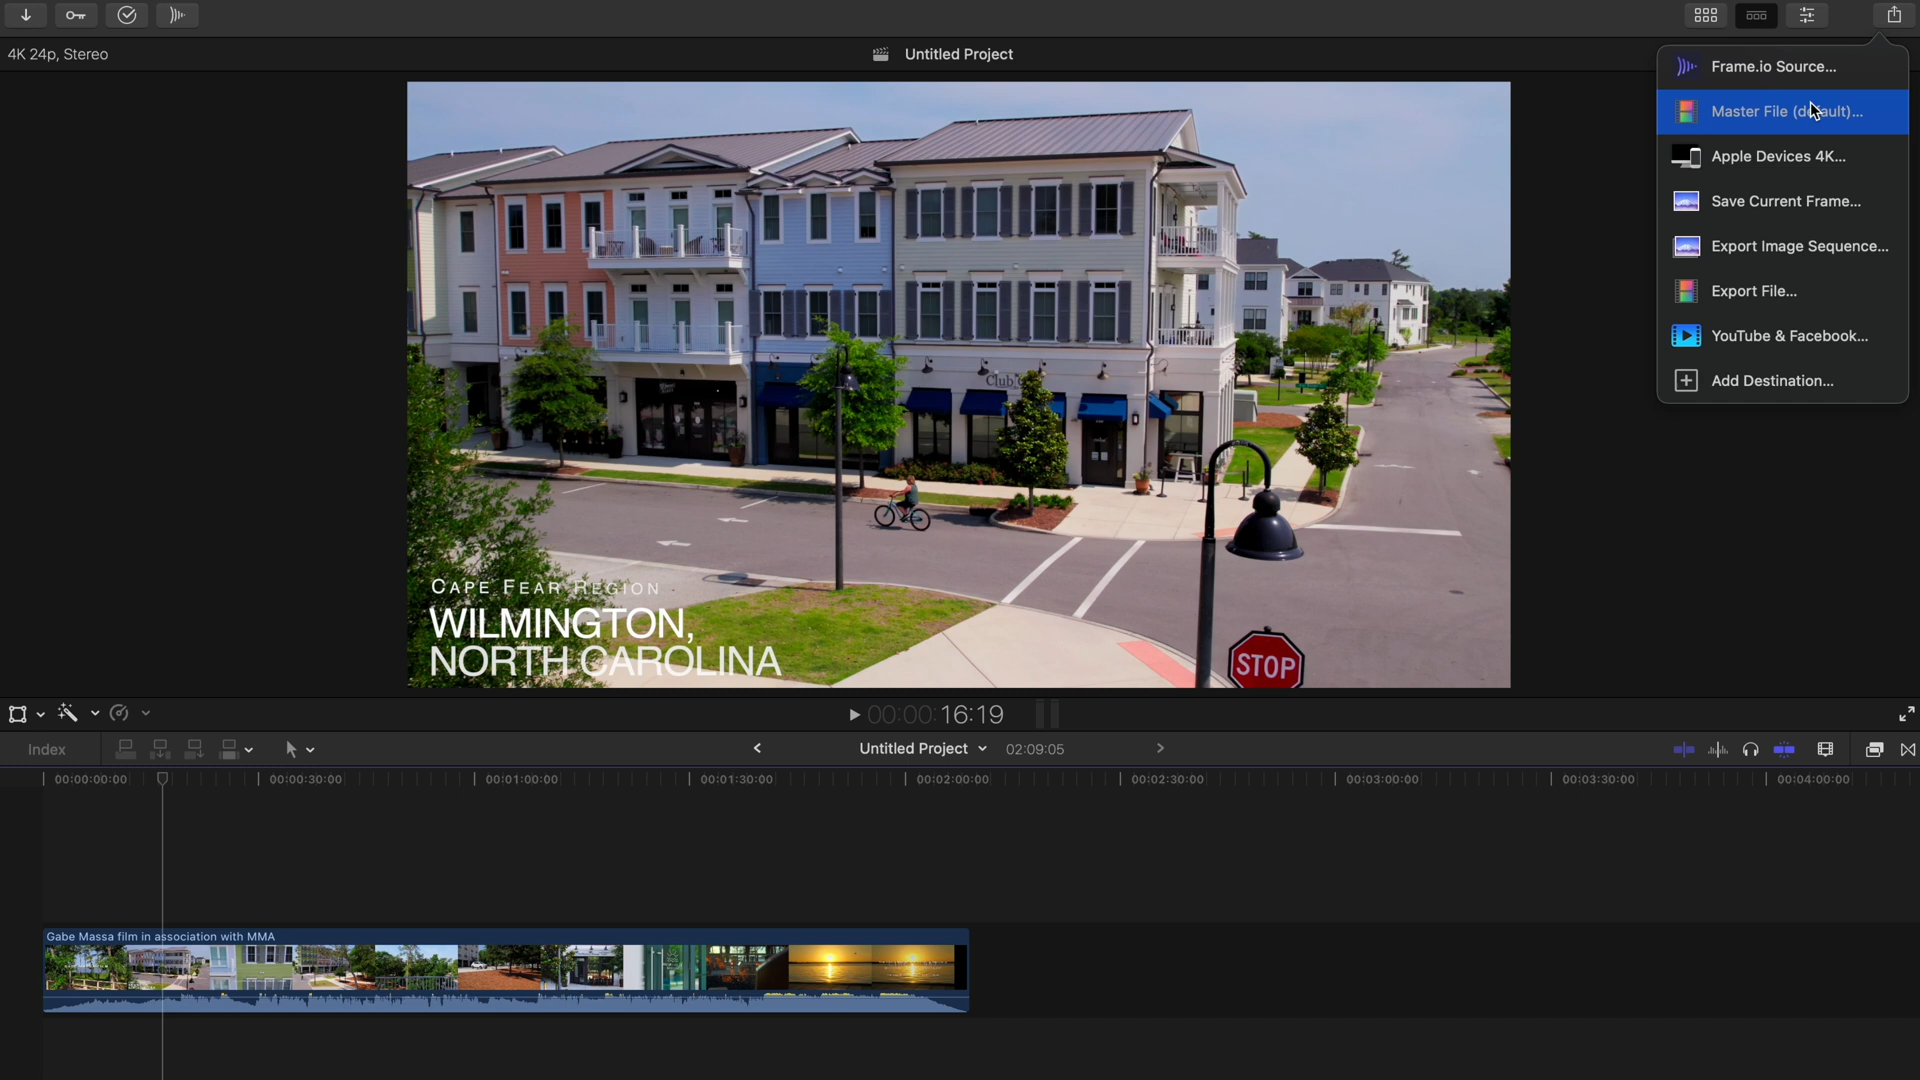 4K 24p, Stereo
Untitled Project
Frame.io Source...
Master File (default)...
Apple Devices 4K...
Save Current Frame...
Export Image Sequence...
Export File...
YouTube & Facebook...
Add Destination...
Club
CAPE FEAR REGION
WILMINGTON,
NORTH CAROLINA
STOP
00:00:16:19
Index
Untitled Project
02:09:05
00:00:00:00
00:00:30:00
00:01:00:00
00:01:30:00
00:02:00:00
00:02:30:00
00:03:00:00
00:03:30:00
00:04:00:00
Gabe Massa film in association with MMA